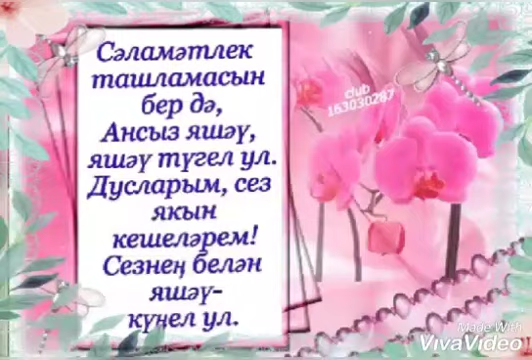 Сәламәтлек
ташламасын
бер дә,
Ансыз яшәү,
яшәү түгел ул.
Дусларым, сез
якын
кешеләрем!
Сезнең белән
яшәү-
күңел ул.
club
163030287
Made With
VivaVideo